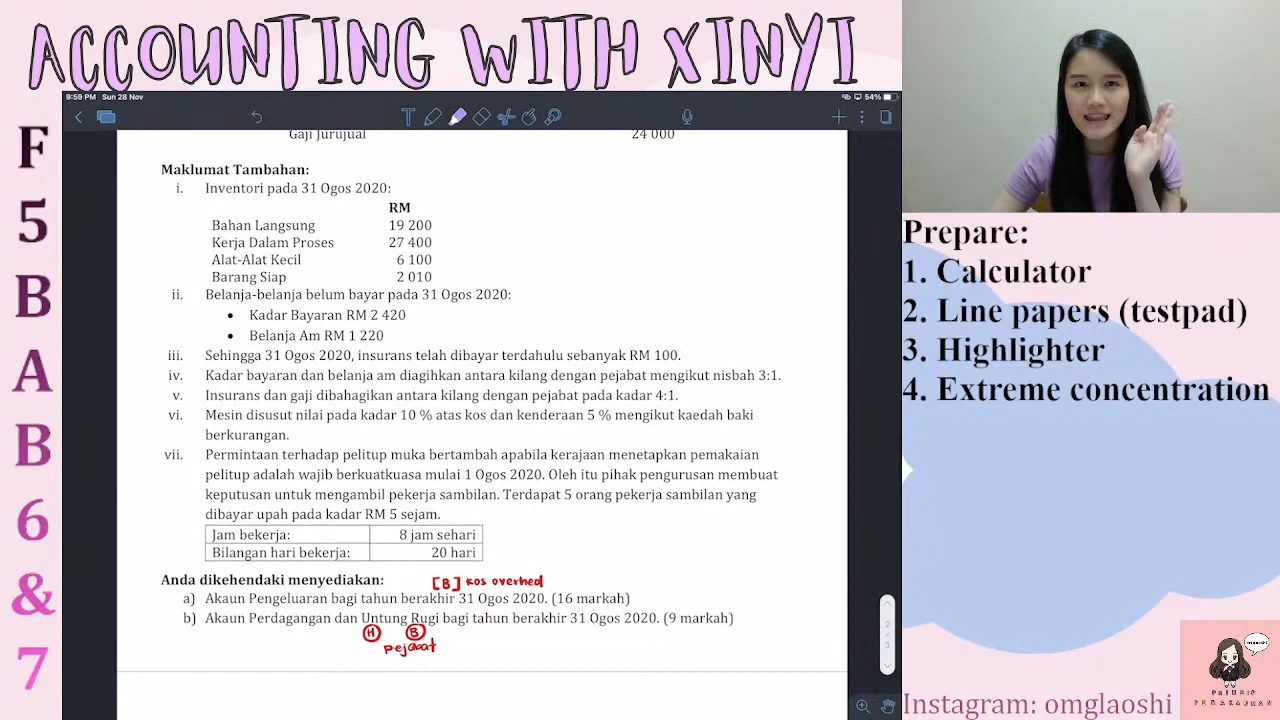 ACCOUNTING WITH XINYI
F
5
B
A
B
6
&
7
9:59 PM Sun 28 Nov
54%
Gaji Jurujual 24 000
Maklumat Tambahan:
i. Inventori pada 31 Ogos 2020:
RM
Bahan Langsung 19 200
Kerja Dalam Proses 27 400
Alat-Alat Kecil 6 100
Barang Siap 2 010
ii. Belanja-belanja belum bayar pada 31 Ogos 2020:
• Kadar Bayaran RM 2 420
• Belanja Am RM 1 220
iii. Sehingga 31 Ogos 2020, insurans telah dibayar terdahulu sebanyak RM 100.
iv. Kadar bayaran dan belanja am diagihkan antara kilang dengan pejabat mengikut nisbah 3:1.
v. Insurans dan gaji dibahagikan antara kilang dengan pejabat pada kadar 4:1.
vi. Mesin disusut nilai pada kadar 10 % atas kos dan kenderaan 5 % mengikut kaedah baki
berkurangan.
vii. Permintaan terhadap pelitup muka bertambah apabila kerajaan menetapkan pemakaian
pelitup adalah wajib berkuatkuasa mulai 1 Ogos 2020. Oleh itu pihak pengurusan membuat
keputusan untuk mengambil pekerja sambilan. Terdapat 5 orang pekerja sambilan yang
dibayar upah pada kadar RM 5 sejam.
Jam bekerja: 8 jam sehari
Bilangan hari bekerja: 20 hari
Anda dikehendaki menyediakan:
[B] kos overhed
a) Akaun Pengeluaran bagi tahun berakhir 31 Ogos 2020. (16 markah)
b) Akaun Perdagangan dan Untung Rugi bagi tahun berakhir 31 Ogos 2020. (9 markah)
H B
pejabat
2
/
3
Prepare:
1. Calculator
2. Line papers (testpad)
3. Highlighter
4. Extreme concentration
Instagram: omglaoshi
PRINSIP
PERAKAUNAN